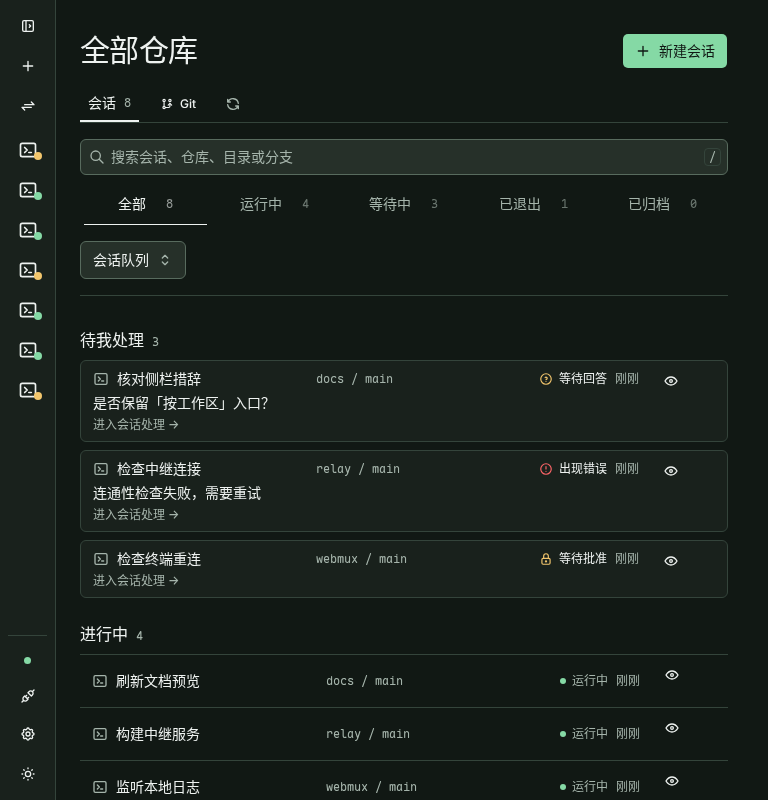 全部仓库
+ 新建会话
会话 8 Git
搜索会话、仓库、目录或分支 /
全部 8 运行中 4 等待中 3 已退出 1 已归档 0
会话队列
待我处理 3
核对侧栏措辞 docs / main 等待回答 刚刚
是否保留「按工作区」入口？
进入会话处理 →
检查中继连接 relay / main 出现错误 刚刚
连通性检查失败，需要重试
进入会话处理 →
检查终端重连 webmux / main 等待批准 刚刚
进入会话处理 →
进行中 4
刷新文档预览 docs / main 运行中 刚刚
构建中继服务 relay / main 运行中 刚刚
监听本地日志 webmux / main 运行中 刚刚